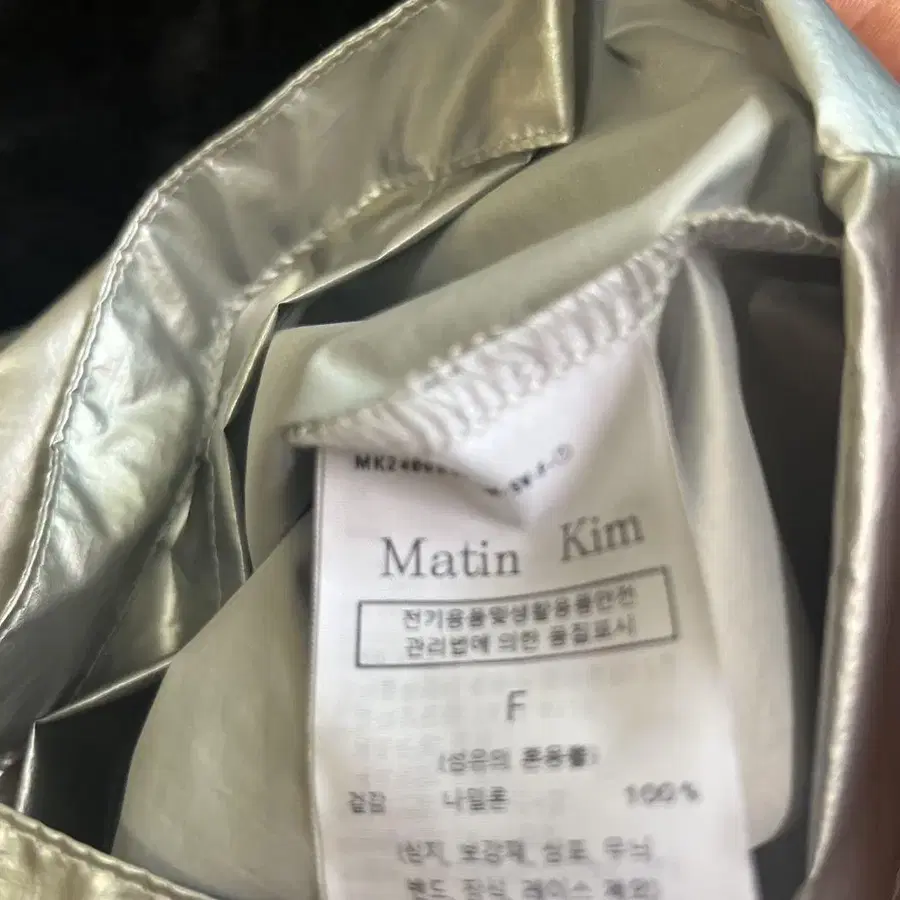 Matin Kim
전기용품및생활용품안전
관리법에 의한 품질표시
F
(섬유의 혼용률)
겉감 나일론 100%
(심지, 보강재, 심포, 무늬,
밴드, 장식, 레이스 제외)